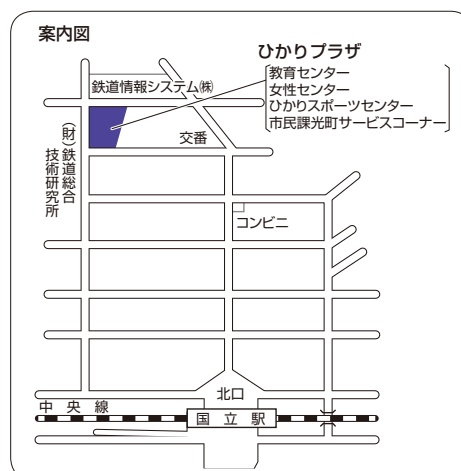 案内図
ひかりプラザ
教育センター
女性センター
ひかりスポーツセンター
市民課光町サービスコーナー
鉄道情報システム㈱
交番
(財)鉄道総合
技術研究所
コンビニ
北口
中央線
国立駅